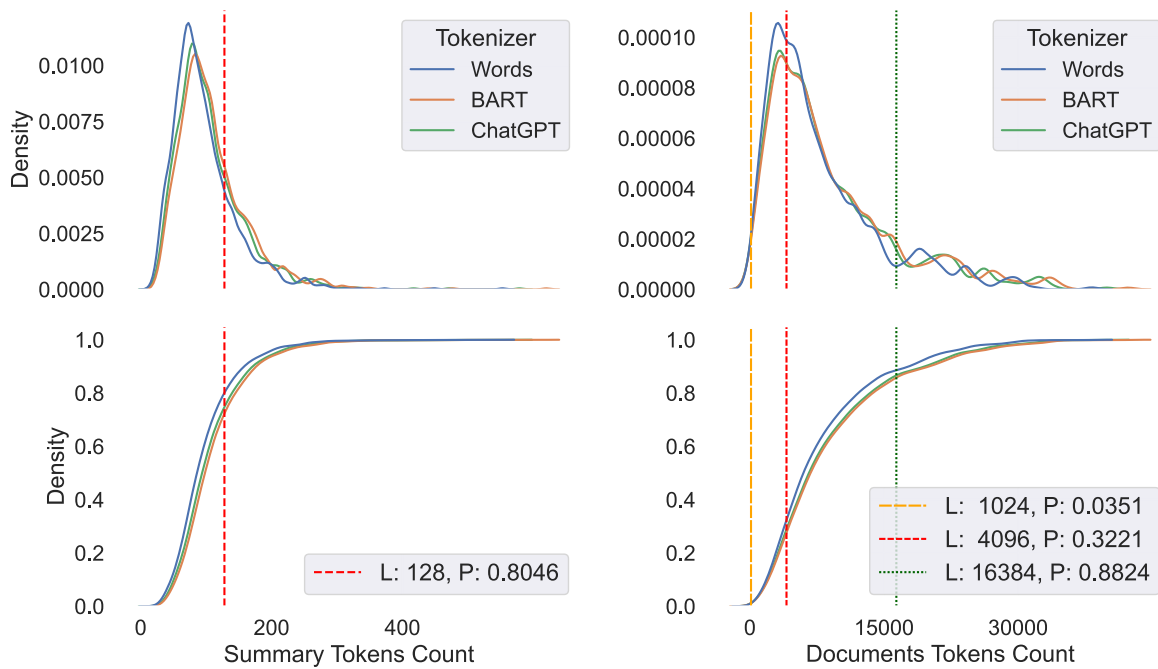 Tokenizer
Words
BART
ChatGPT
0.0100
0.0075
0.0050
0.0025
0.0000
Density
Tokenizer
Words
BART
ChatGPT
0.00010
0.00008
0.00006
0.00004
0.00002
0.00000
1.0
0.8
0.6
0.4
0.2
0.0
Density
L: 128, P: 0.8046
0 200 400
Summary Tokens Count
1.0
0.8
0.6
0.4
0.2
0.0
L: 1024, P: 0.0351
L: 4096, P: 0.3221
L: 16384, P: 0.8824
0 15000 30000
Documents Tokens Count